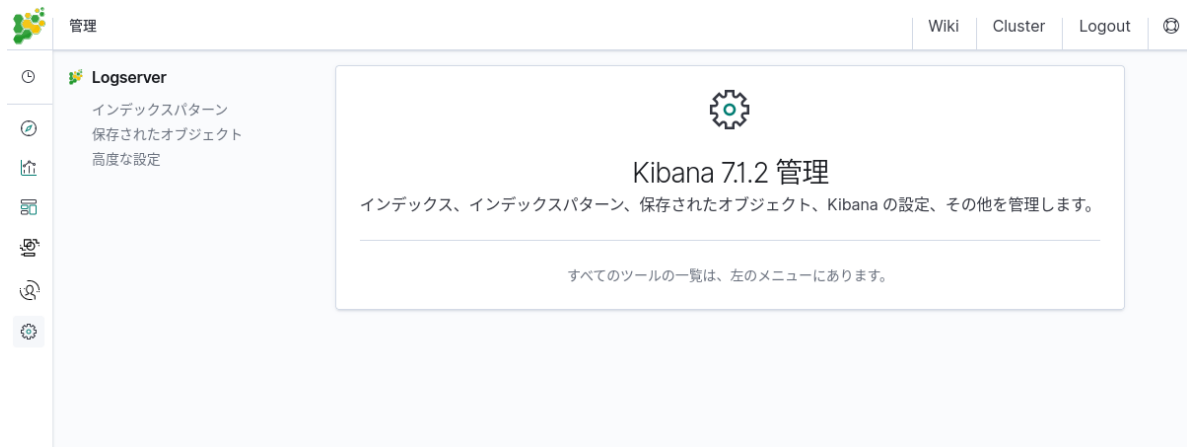 管理
Wiki
Cluster
Logout
Logserver
インデックスパターン
保存されたオブジェクト
高度な設定
Kibana 7.1.2 管理
インデックス、インデックスパターン、保存されたオブジェクト、Kibana の設定、その他を管理します。
すべてのツールの一覧は、左のメニューにあります。